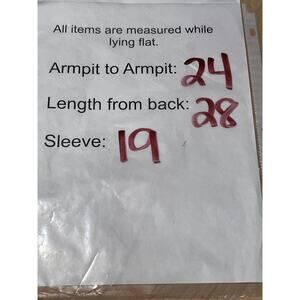 All items are measured while
lying flat.
Armpit to Armpit: 24
Length from back: 28
Sleeve: 19